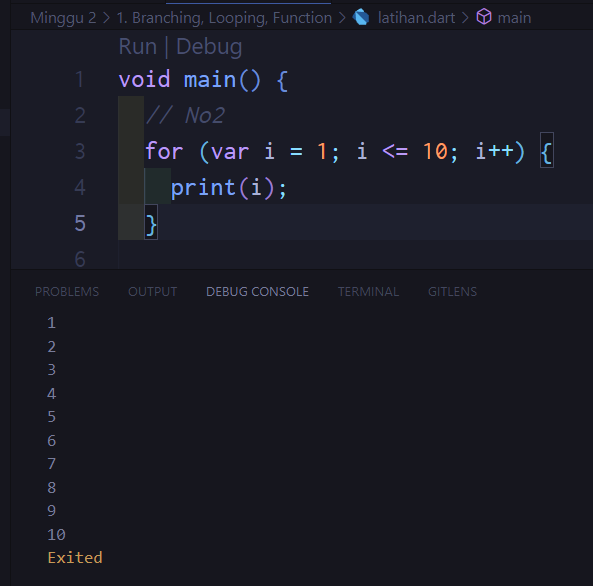 Minggu 2 > 1. Branching, Looping, Function > latihan.dart > main
Run | Debug
1 void main() {
2 // No2
3 for (var i = 1; i <= 10; i++) {
4 print(i);
5 }
6
PROBLEMS OUTPUT DEBUG CONSOLE TERMINAL GITLENS
1
2
3
4
5
6
7
8
9
10
Exited